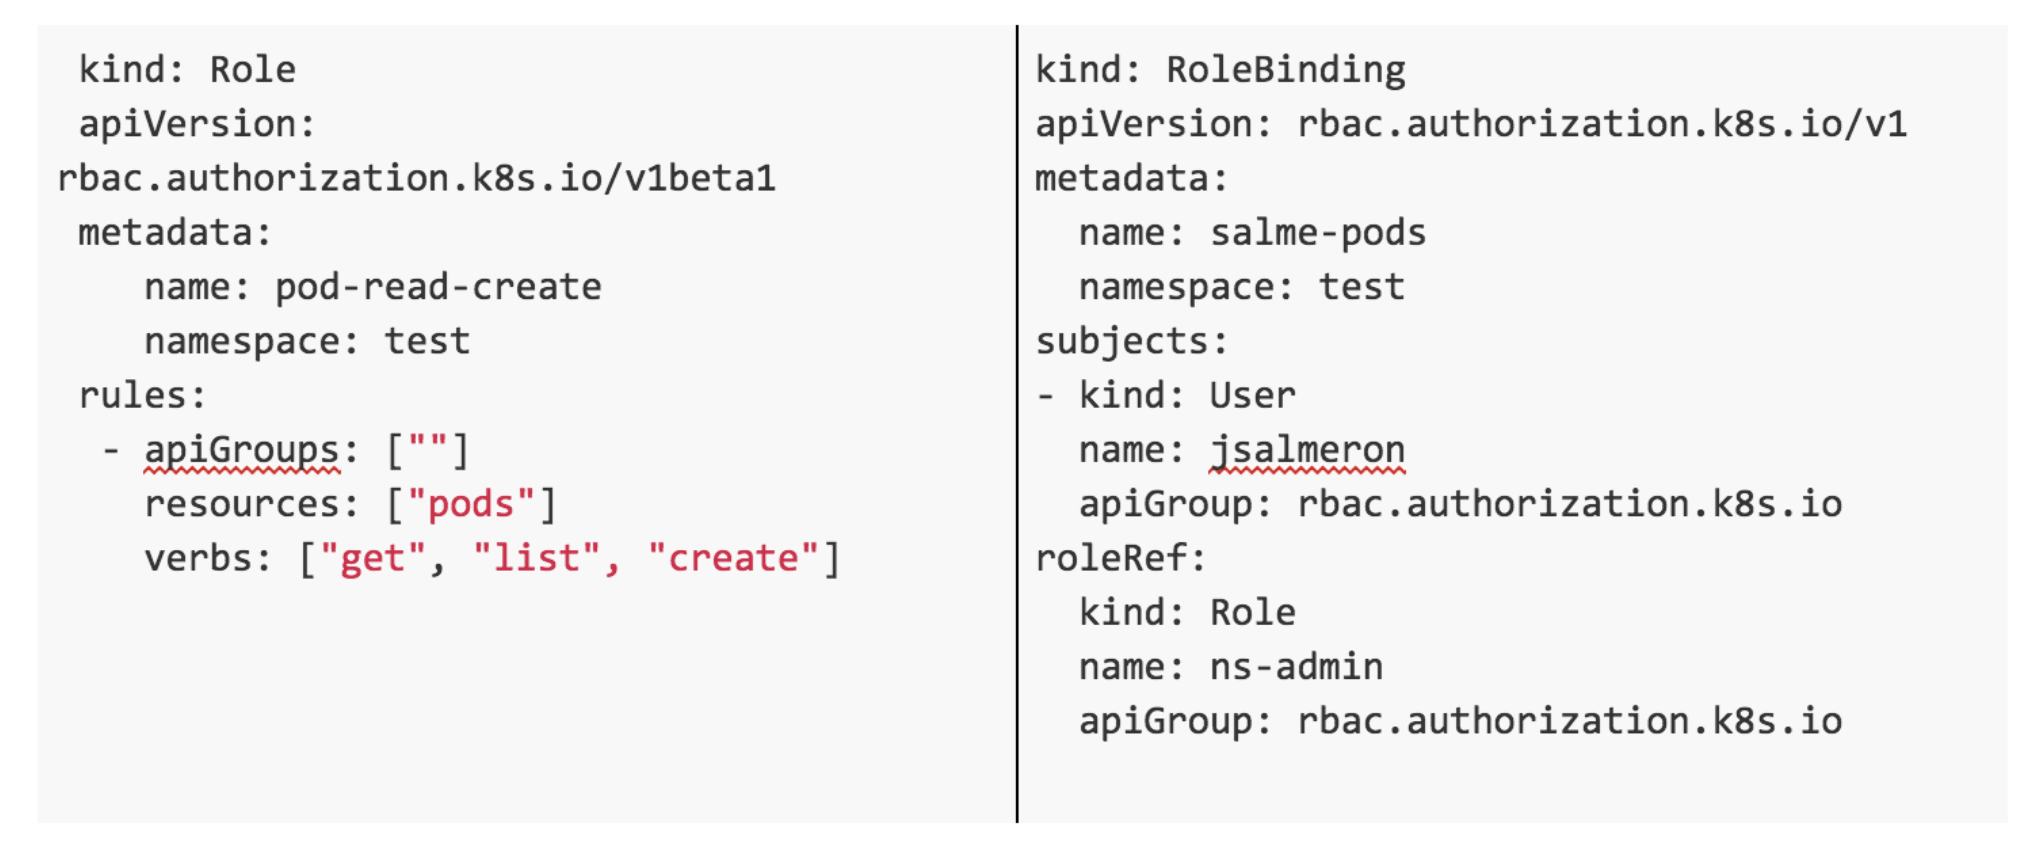 kind: Role
apiVersion:
rbac.authorization.k8s.io/v1beta1
metadata:
name: pod-read-create
namespace: test
rules:
- apiGroups: [""]
resources: ["pods"]
verbs: ["get", "list", "create"]
kind: RoleBinding
apiVersion: rbac.authorization.k8s.io/v1
metadata:
name: salme-pods
namespace: test
subjects:
- kind: User
name: jsalmeron
apiGroup: rbac.authorization.k8s.io
roleRef:
kind: Role
name: ns-admin
apiGroup: rbac.authorization.k8s.io